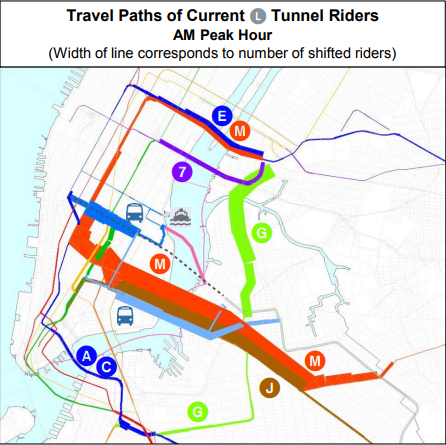 Travel Paths of Current L Tunnel Riders
AM Peak Hour
(Width of line corresponds to number of shifted riders)
E
M
7
G
M
A
C
M
J
G